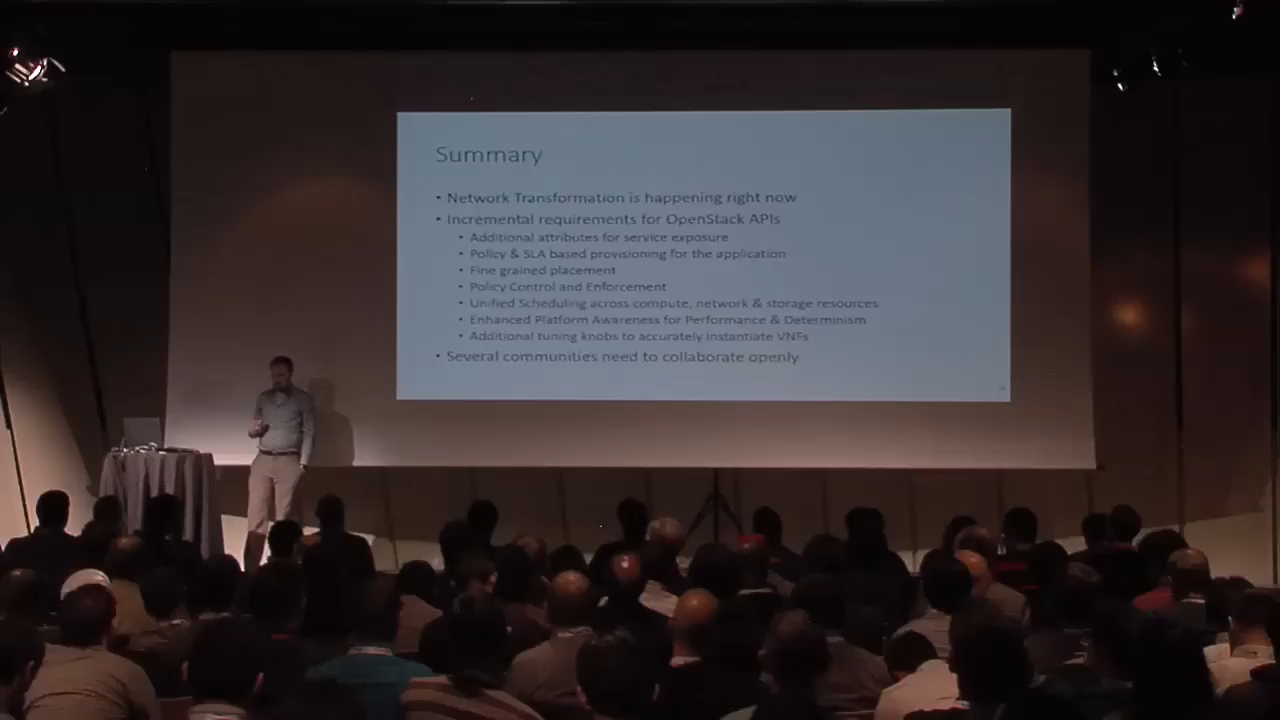 Summary
• Network Transformation is happening right now
• Incremental requirements for OpenStack APIs
• Additional attributes for service exposure
• Policy & SLA based provisioning for the application
• Fine grained placement
• Policy Control and Enforcement
• Unified Scheduling across compute, network & storage resources
• Enhanced Platform Awareness for Performance & Determinism
• Additional tuning knobs to accurately instantiate VNFs
• Several communities need to collaborate openly